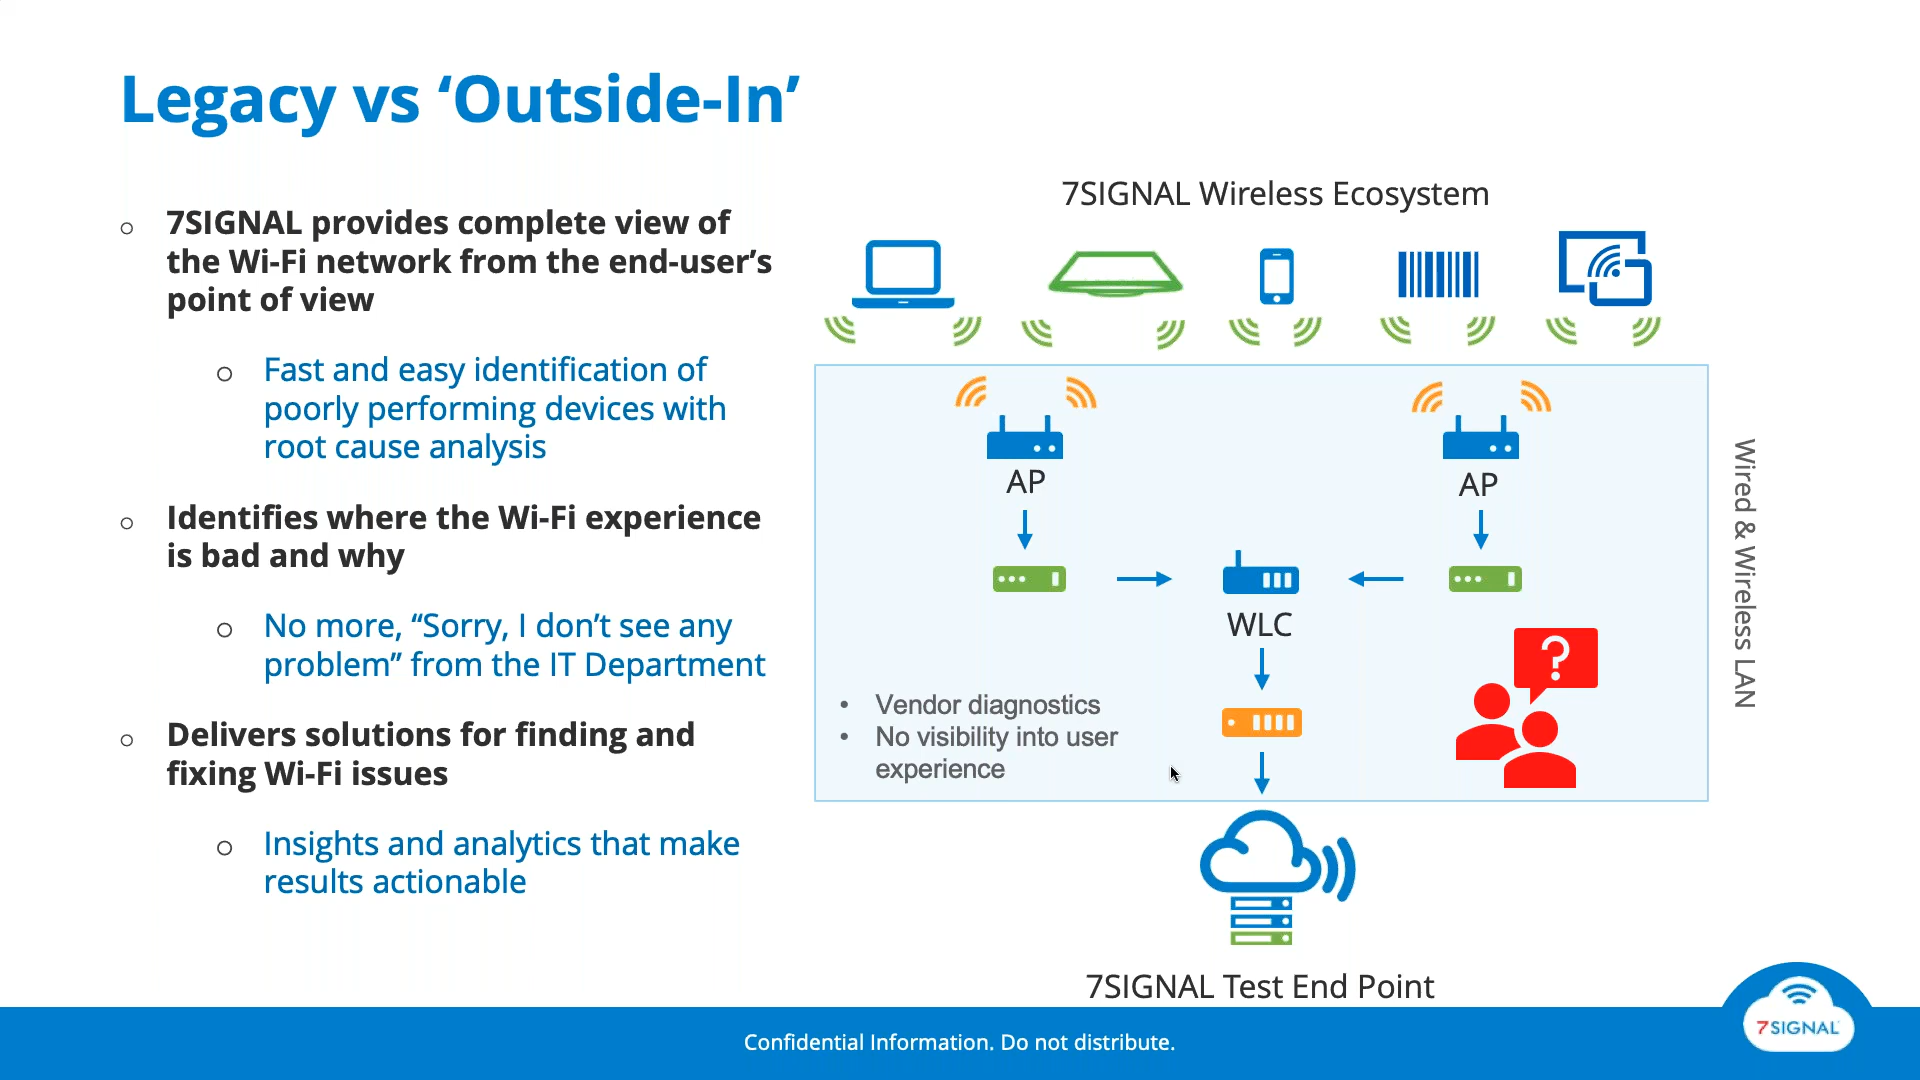 Legacy vs ‘Outside-In’
7SIGNAL provides complete view of
the Wi-Fi network from the end-user’s
point of view
Fast and easy identification of
poorly performing devices with
root cause analysis
Identifies where the Wi-Fi experience
is bad and why
No more, “Sorry, I don’t see any
problem” from the IT Department
Delivers solutions for finding and
fixing Wi-Fi issues
Insights and analytics that make
results actionable
7SIGNAL Wireless Ecosystem
AP
AP
WLC
?
• Vendor diagnostics
• No visibility into user
experience
Wired & Wireless LAN
7SIGNAL Test End Point
Confidential Information. Do not distribute.
7SIGNAL